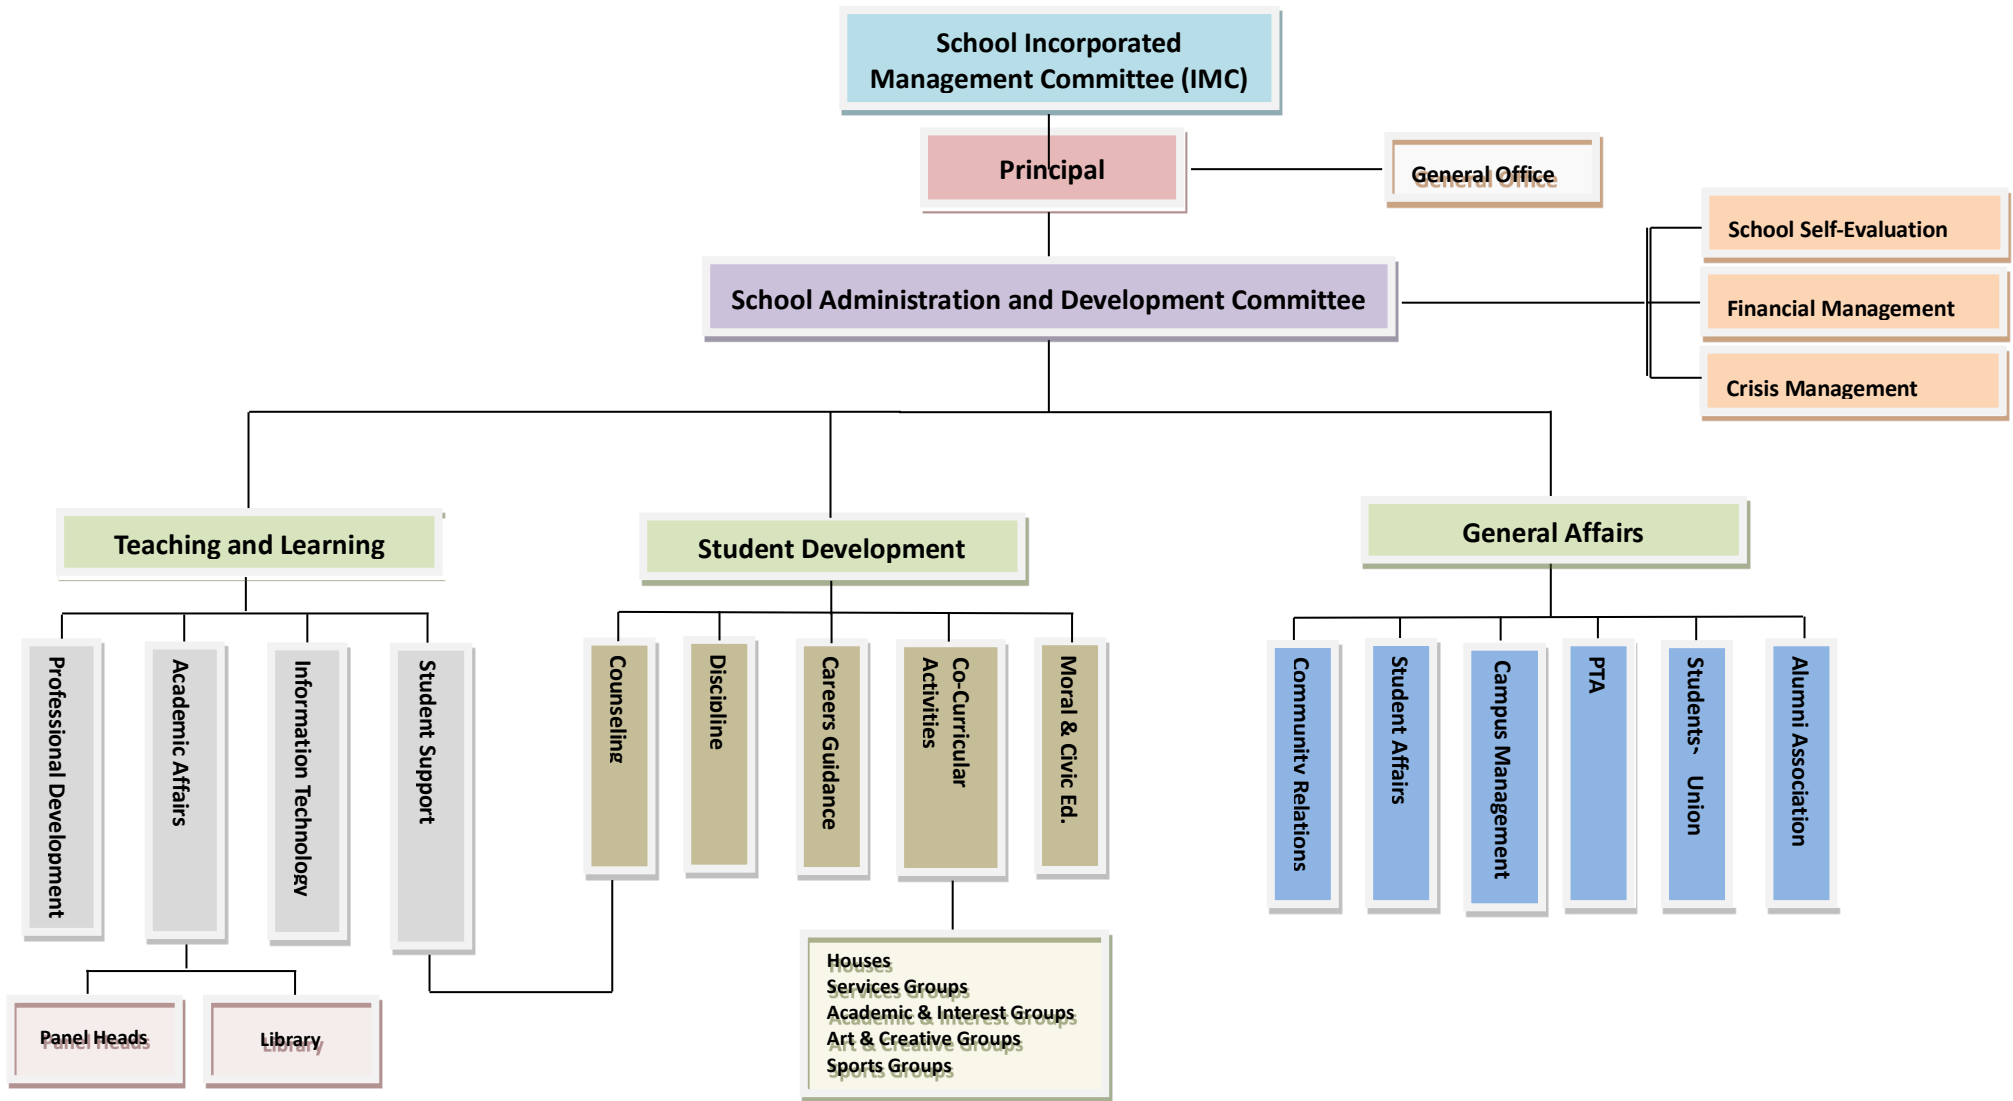 School Incorporated
Management Committee (IMC)
Principal
General Office
School Self-Evaluation
School Administration and Development Committee
Financial Management
Crisis Management
Teaching and Learning
Student Development
General Affairs
Professional Development
Academic Affairs
Information Technology
Student Support
Counseling
Discipline
Careers Guidance
Co-Curricular
Activities
Moral & Civic Ed.
Community Relations
Student Affairs
Campus Management
PTA
Students、 Union
Alumni Association
Panel Heads
Library
Houses
Services Groups
Academic & Interest Groups
Art & Creative Groups
Sports Groups